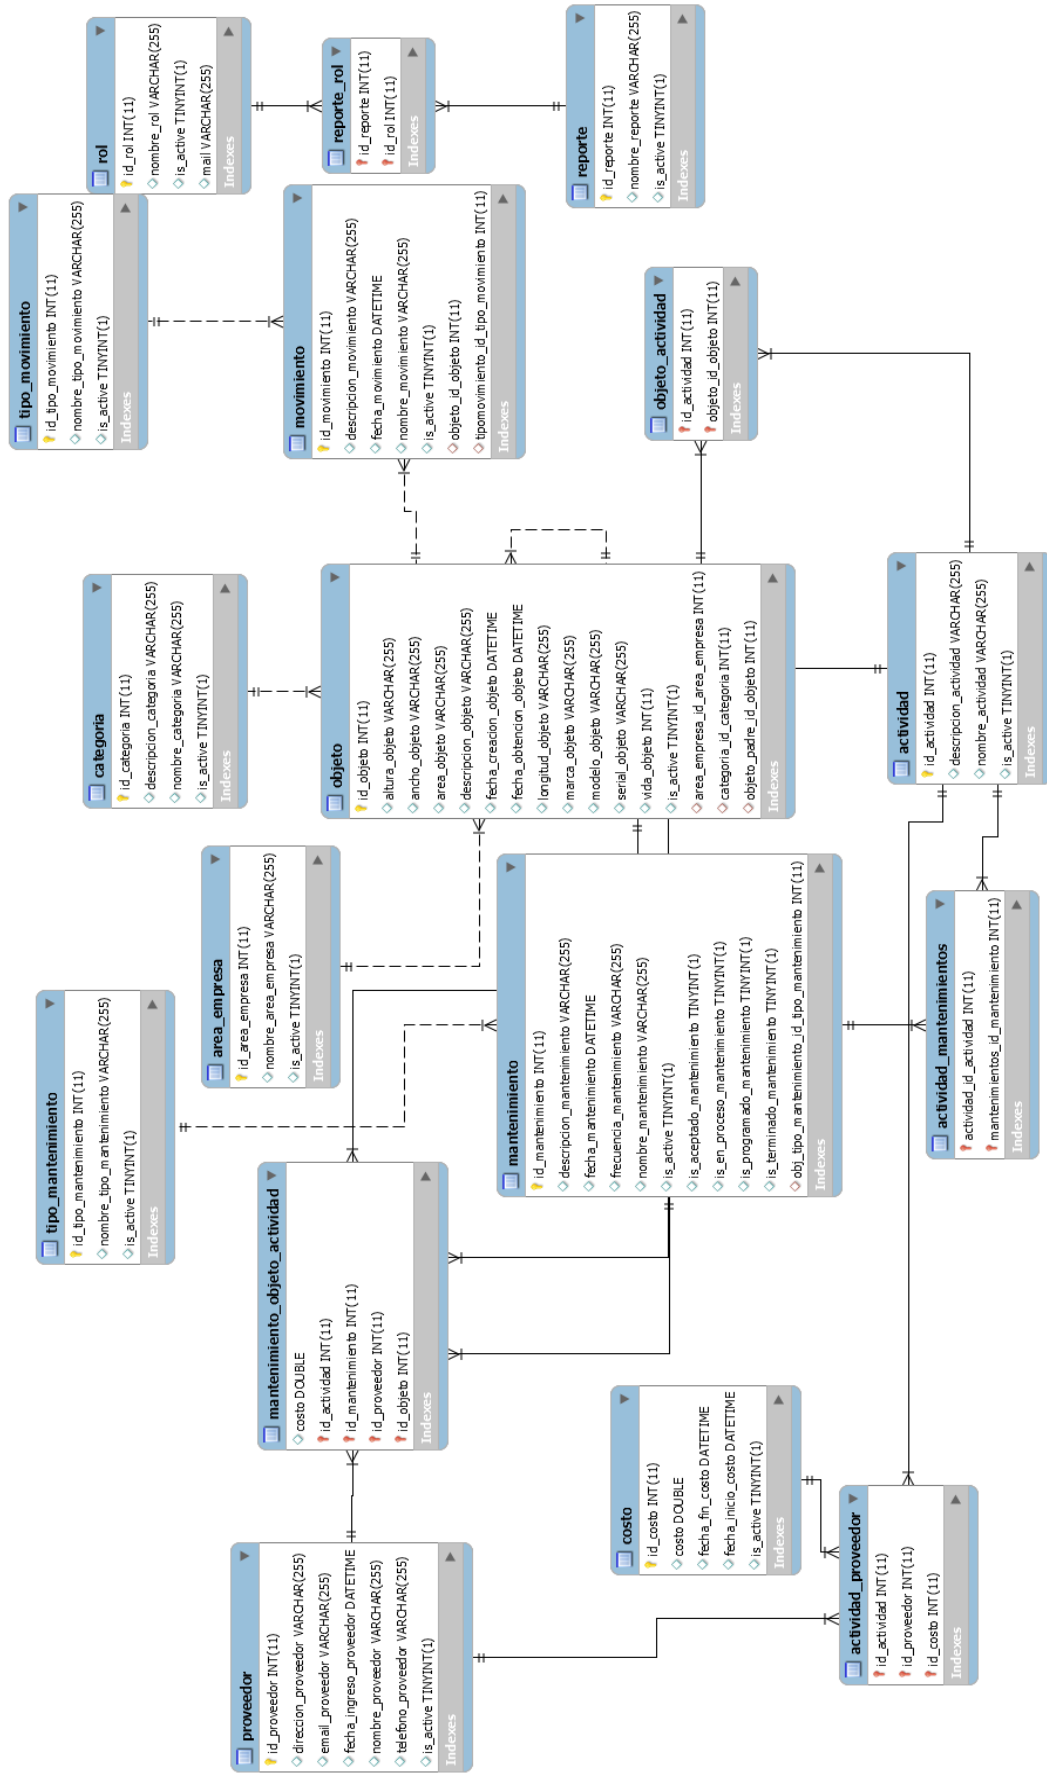 tipo_movimiento
id_tipo_movimiento INT(11)
nombre_tipo_movimiento VARCHAR(255)
is_active TINYINT(1)
Indexes
tipo_mantenimiento
id_tipo_mantenimiento INT(11)
nombre_tipo_mantenimiento VARCHAR(255)
is_active TINYINT(1)
Indexes
categoria
id_categoria INT(11)
descripcion_categoria VARCHAR(255)
nombre_categoria VARCHAR(255)
is_active TINYINT(1)
Indexes
rol
id_rol INT(11)
nombre_rol VARCHAR(255)
is_active TINYINT(1)
mail VARCHAR(255)
Indexes
area_empresa
id_area_empresa INT(11)
nombre_area_empresa VARCHAR(255)
is_active TINYINT(1)
Indexes
proveedor
id_proveedor INT(11)
direccion_proveedor VARCHAR(255)
email_proveedor VARCHAR(255)
fecha_ingreso_proveedor DATETIME
nombre_proveedor VARCHAR(255)
telefono_proveedor VARCHAR(255)
is_active TINYINT(1)
Indexes
mantenimiento_objeto_actividad
costo DOUBLE
id_actividad INT(11)
id_mantenimiento INT(11)
id_proveedor INT(11)
id_objeto INT(11)
Indexes
movimiento
id_movimiento INT(11)
descripcion_movimiento VARCHAR(255)
fecha_movimiento DATETIME
nombre_movimiento VARCHAR(255)
is_active TINYINT(1)
objeto_id_objeto INT(11)
tipomovimiento_id_tipo_movimiento INT(11)
Indexes
objeto
id_objeto INT(11)
altura_objeto VARCHAR(255)
ancho_objeto VARCHAR(255)
area_objeto VARCHAR(255)
descripcion_objeto VARCHAR(255)
fecha_creacion_objeto DATETIME
fecha_obtencion_objeto DATETIME
longitud_objeto VARCHAR(255)
marca_objeto VARCHAR(255)
modelo_objeto VARCHAR(255)
serial_objeto VARCHAR(255)
vida_objeto INT(11)
is_active TINYINT(1)
area_empresa_id_area_empresa INT(11)
categoria_id_categoria INT(11)
objeto_padre_id_objeto INT(11)
Indexes
reporte_rol
id_reporte INT(11)
id_rol INT(11)
Indexes
mantenimiento
id_mantenimiento INT(11)
descripcion_mantenimiento VARCHAR(255)
fecha_mantenimiento DATETIME
frecuencia_mantenimiento VARCHAR(255)
nombre_mantenimiento VARCHAR(255)
is_active TINYINT(1)
is_aceptado_mantenimiento TINYINT(1)
is_en_proceso_mantenimiento TINYINT(1)
is_programado_mantenimiento TINYINT(1)
is_terminado_mantenimiento TINYINT(1)
obj_tipo_mantenimiento_id_tipo_mantenimiento INT(11)
Indexes
reporte
id_reporte INT(11)
nombre_reporte VARCHAR(255)
is_active TINYINT(1)
Indexes
costo
id_costo INT(11)
costo DOUBLE
fecha_fin_costo DATETIME
fecha_inicio_costo DATETIME
is_active TINYINT(1)
Indexes
objeto_actividad
id_actividad INT(11)
objeto_id_objeto INT(11)
Indexes
actividad_proveedor
id_actividad INT(11)
id_proveedor INT(11)
id_costo INT(11)
Indexes
actividad
id_actividad INT(11)
descripcion_actividad VARCHAR(255)
nombre_actividad VARCHAR(255)
is_active TINYINT(1)
Indexes
actividad_mantenimientos
actividad_id_actividad INT(11)
mantenimientos_id_mantenimiento INT(11)
Indexes